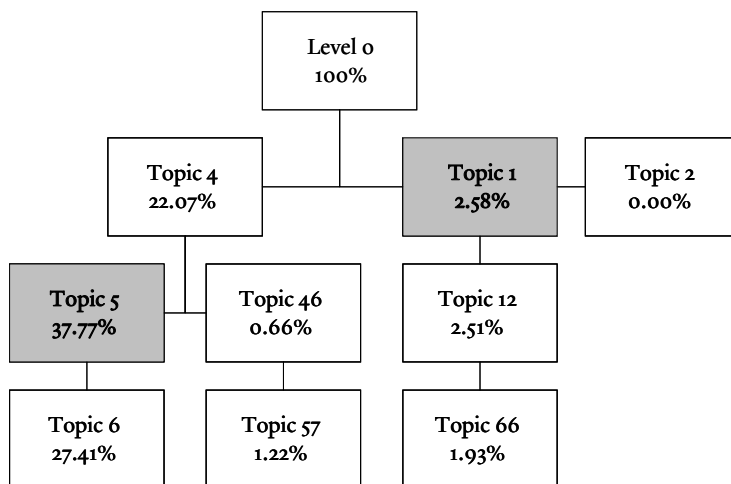 Level 0
100%
Topic 4
22.07%
Topic 1
2.58%
Topic 2
0.00%
Topic 5
37.77%
Topic 46
0.66%
Topic 12
2.51%
Topic 6
27.41%
Topic 57
1.22%
Topic 66
1.93%